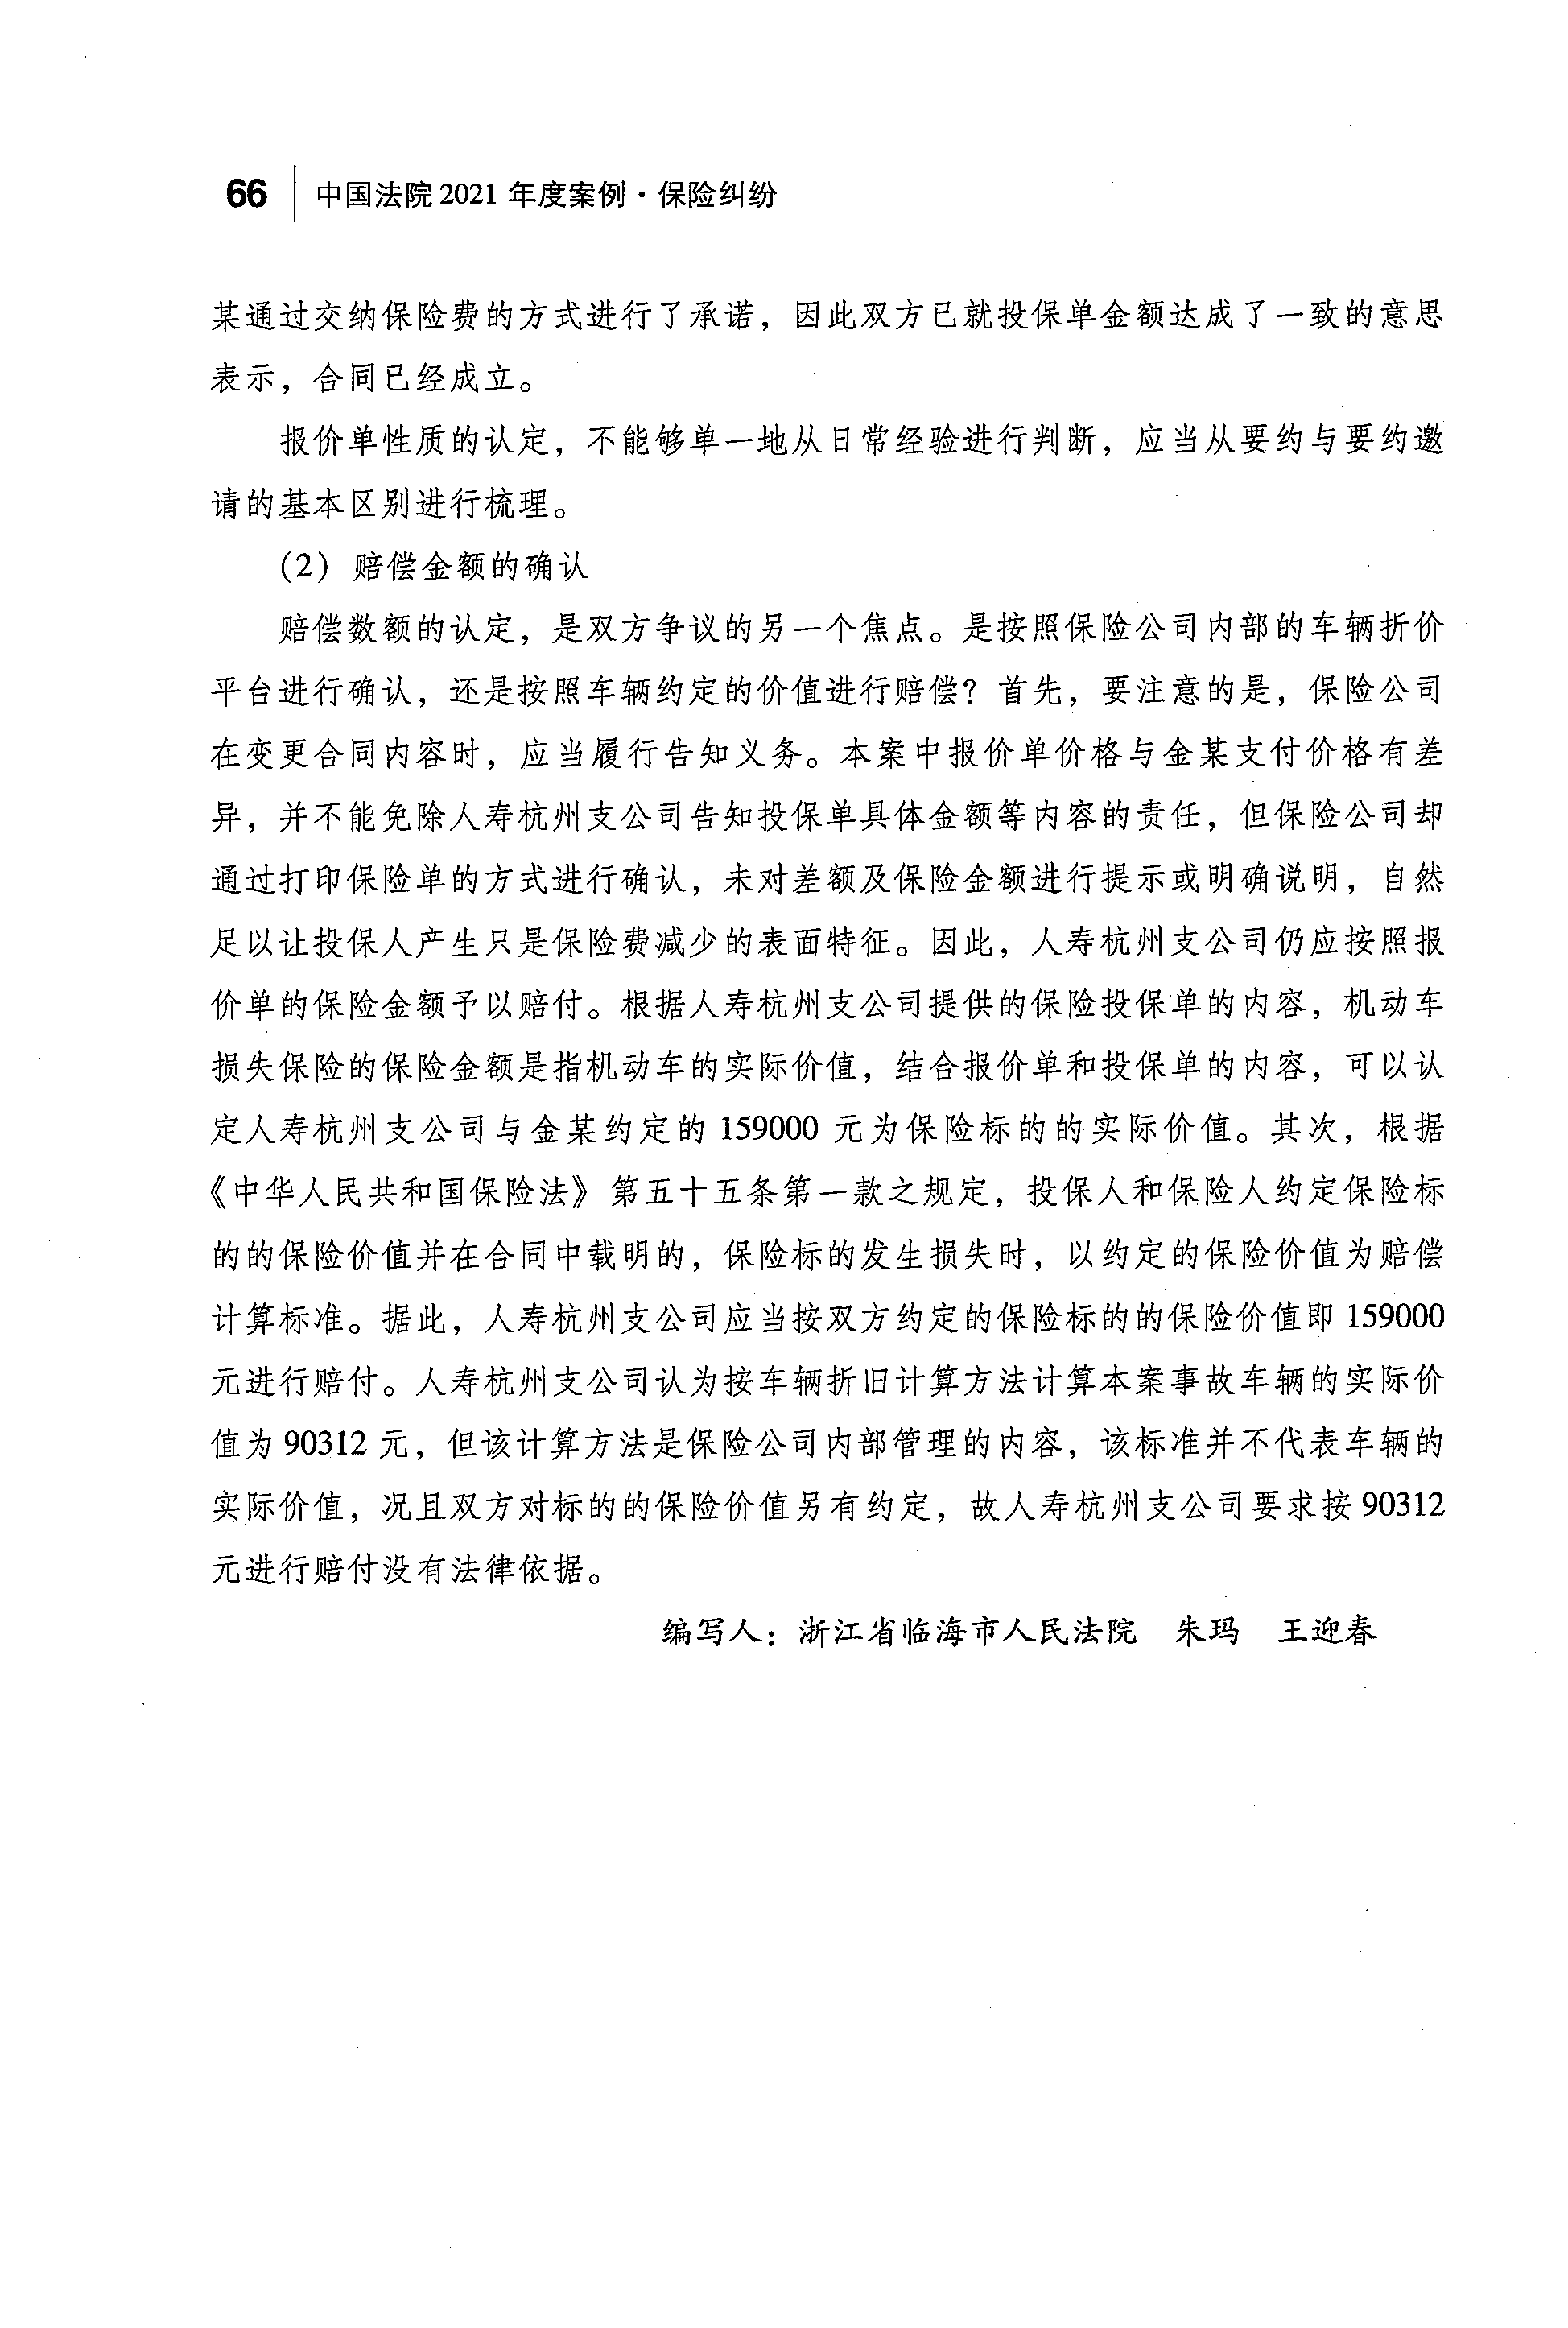 66 中国法院 2021 年度案例·保险纠纷
某通过交纳保险费的方式进行了承诺，因此双方已就投保单金额达成了一致的意思
表示，合同已经成立。
报价单性质的认定，不能够单一地从日常经验进行判断，应当从要约与要约邀
请的基本区别进行梳理。
（2）赔偿金额的确认
赔偿数额的认定，是双方争议的另一个焦点。是按照保险公司内部的车辆折价
平台进行确认，还是按照车辆约定的价值进行赔偿？首先，要注意的是，保险公司
在变更合同内容时，应当履行告知义务。本案中报价单价格与金某支付价格有差
异，并不能免除人寿杭州支公司告知投保单具体金额等内容的责任，但保险公司却
通过打印保险单的方式进行确认，未对差额及保险金额进行提示或明确说明，自然
足以让投保人产生只是保险费减少的表面特征。因此，人寿杭州支公司仍应按照报
价单的保险金额予以赔付。根据人寿杭州支公司提供的保险投保单的内容，机动车
损失保险的保险金额是指机动车的实际价值，结合报价单和投保单的内容，可以认
定人寿杭州支公司与金某约定的 159000 元为保险标的的实际价值。其次，根据
《中华人民共和国保险法》第五十五条第一款之规定，投保人和保险人约定保险标
的的保险价值并在合同中载明的，保险标的发生损失时，以约定的保险价值为赔偿
计算标准。据此，人寿杭州支公司应当按双方约定的保险标的的保险价值即 159000
元进行赔付。人寿杭州支公司认为按车辆折旧计算方法计算本案事故车辆的实际价
值为 90312 元，但该计算方法是保险公司内部管理的内容，该标准并不代表车辆的
实际价值，况且双方对标的的保险价值另有约定，故人寿杭州支公司要求按 90312
元进行赔付没有法律依据。
编写人：浙江省临海市人民法院　朱玛　王迎春